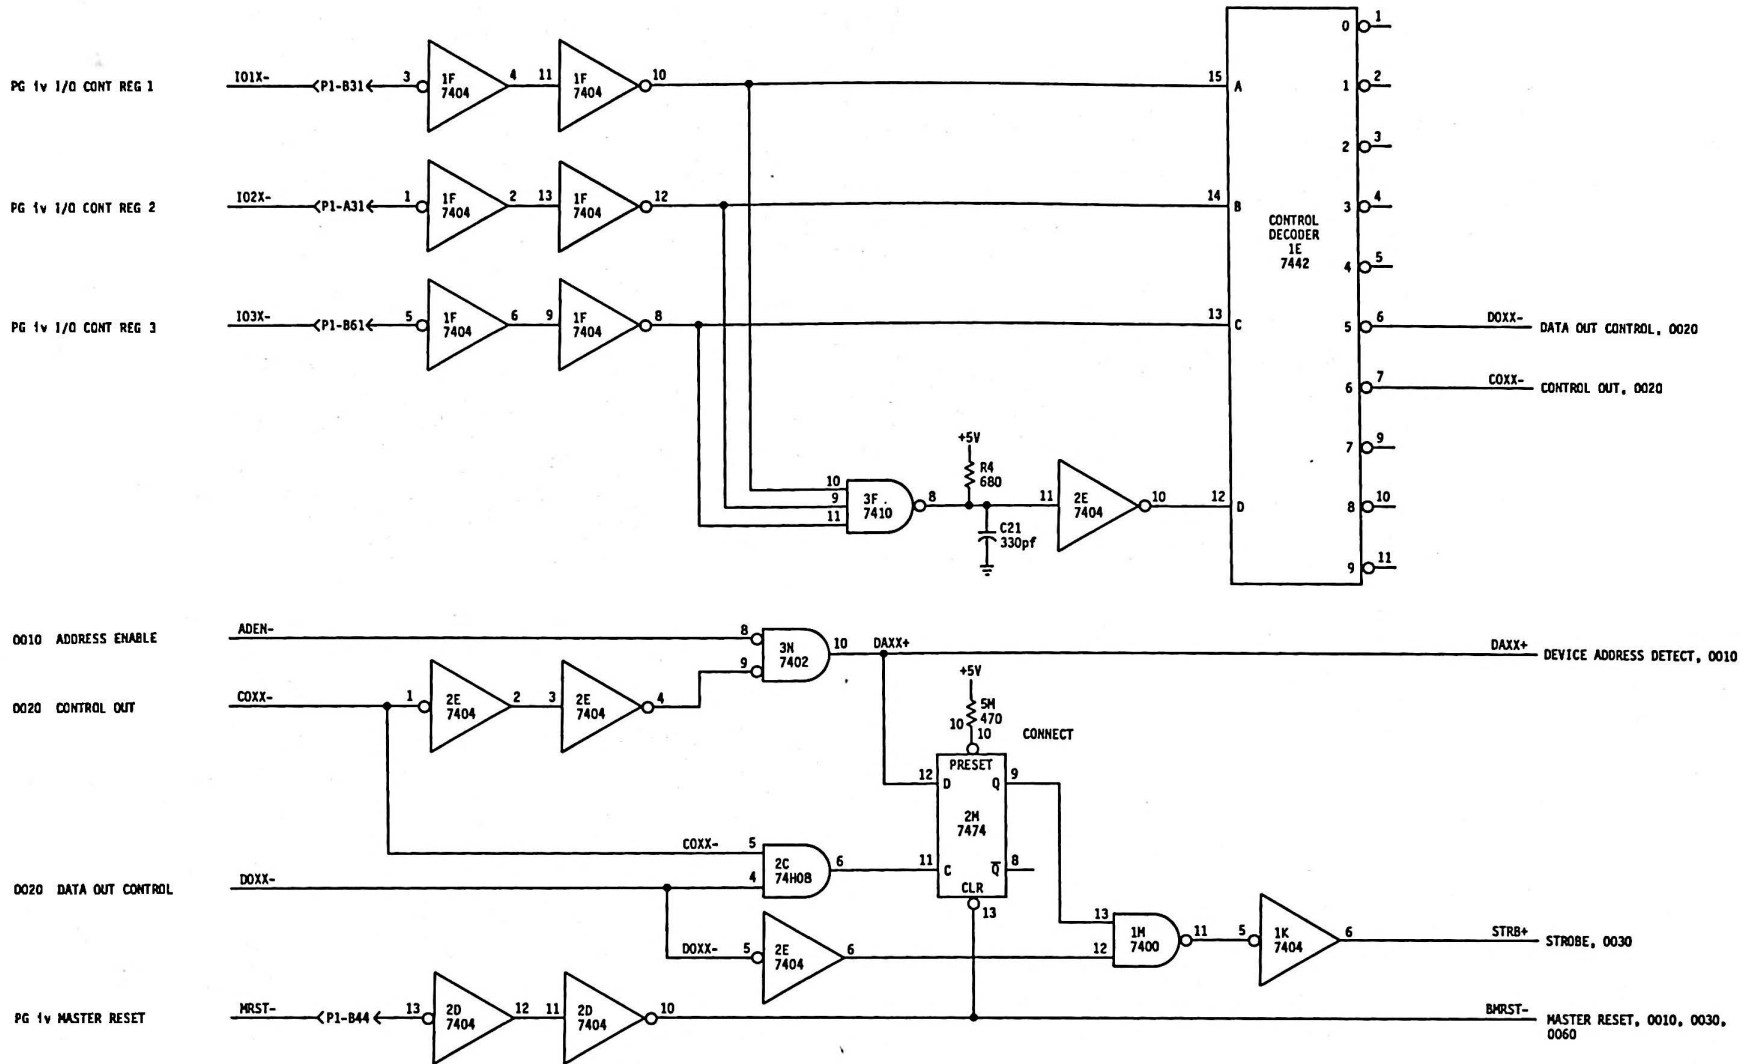 0 1
1 2
2 3
3 4
4 5
5 6
6 7
7 9
8 10
9 11
PG iv I/O CONT REG 1 IO1X- P1-B31 3 1F 7404 4 11 1F 7404 10 15 A
PG iv I/O CONT REG 2 IO2X- P1-A31 1 1F 7404 2 13 1F 7404 12 14 B
PG iv I/O CONT REG 3 IO3X- P1-B61 5 1F 7404 6 9 1F 7404 8 13 C
CONTROL
DECODER
1E
7442
DOXX- DATA OUT CONTROL, 0020
COXX- CONTROL OUT, 0020
+5V
R4
680
10
9
11
3F
7410
8
C21
330pf
11 2E 7404 10 12 D
0010 ADDRESS ENABLE ADEN- 8
9
3N
7402
10 DAXX+ DAXX+ DEVICE ADDRESS DETECT, 0010
0020 CONTROL OUT COXX- 1 2E 7404 2 3 2E 7404 4
+5V
5M
470
10
10
CONNECT
PRESET
12 D Q 9
2M
7474
11 C Q 8
CLR
13
COXX- 5
4
2C
74H08
6
0020 DATA OUT CONTROL DOXX-
DOXX- 5 2E 7404 6
13
12
1M
7400
11
5 1K 7404 6 STRB+ STROBE, 0030
PG iv MASTER RESET MRST- P1-B44 13 2D 7404 12 11 2D 7404 10 BMRST- MASTER RESET, 0010, 0030,
0060